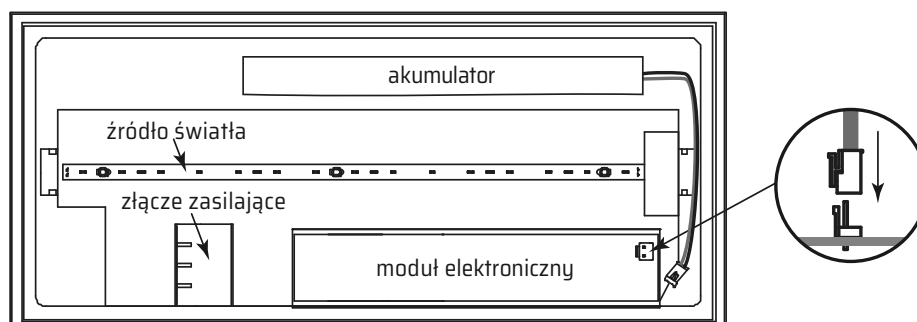 akumulator
źródło światła
złącze zasilające
moduł elektroniczny